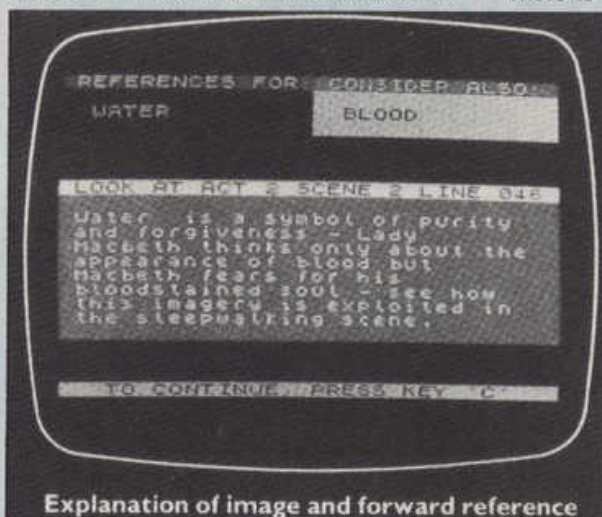 REFERENCES FOR: CONSIDER ALSO:
WATER BLOOD
LOOK AT ACT 2 SCENE 2 LINE 046
Water is a symbol of purity
and forgiveness - Lady
Macbeth thinks only about the
appearance of blood but
Macbeth fears for his
bloodstained soul - see how
this imagery is exploited in
the sleepwalking scene.
TO CONTINUE, PRESS KEY "C"
Explanation of image and forward reference